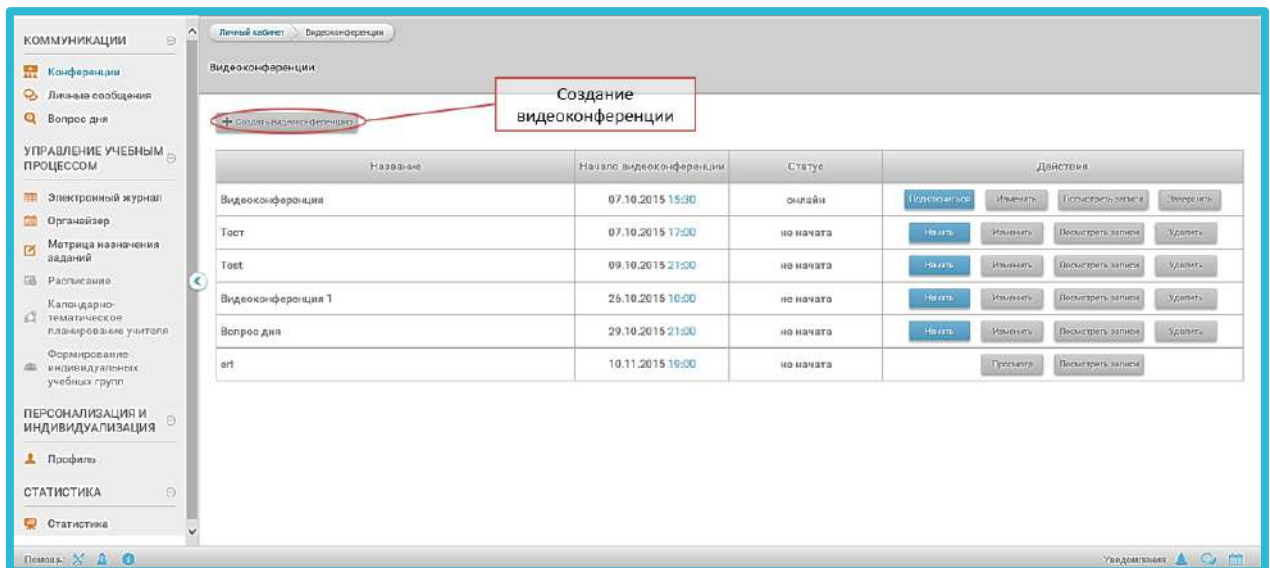 КОММУНИКАЦИИ
Конференции
Личные сообщения
Вопрос дня
УПРАВЛЕНИЕ УЧЕБНЫМ
ПРОЦЕССОМ
Электронный журнал
Органайзер
Матрица назначения
заданий
Расписание
Календарно-
тематическое
планирование учителя
Формирование
индивидуальных
учебных групп
ПЕРСОНАЛИЗАЦИЯ И
ИНДИВИДУАЛИЗАЦИЯ
Профиль
СТАТИСТИКА
Статистика
Личный кабинет Видеоконференции
Видеоконференции
Создание
видеоконференции
+ Создать видеоконференцию
Название Начало видеоконференции Статус Действия
Видеоконференция 07.10.2015 15:30 онлайн Подключиться Изменить Посмотреть записи Завершить
Тест 07.10.2015 17:00 не начата Начать Изменить Посмотреть записи Удалить
Test 09.10.2015 21:00 не начата Начать Изменить Посмотреть записи Удалить
Видеоконференция 1 26.10.2015 10:00 не начата Начать Изменить Посмотреть записи Удалить
Вопрос дня 29.10.2015 21:00 не начата Начать Изменить Посмотреть записи Удалить
ert 10.11.2015 19:00 не начата Просмотр Посмотреть записи
Помощь: Уведомления